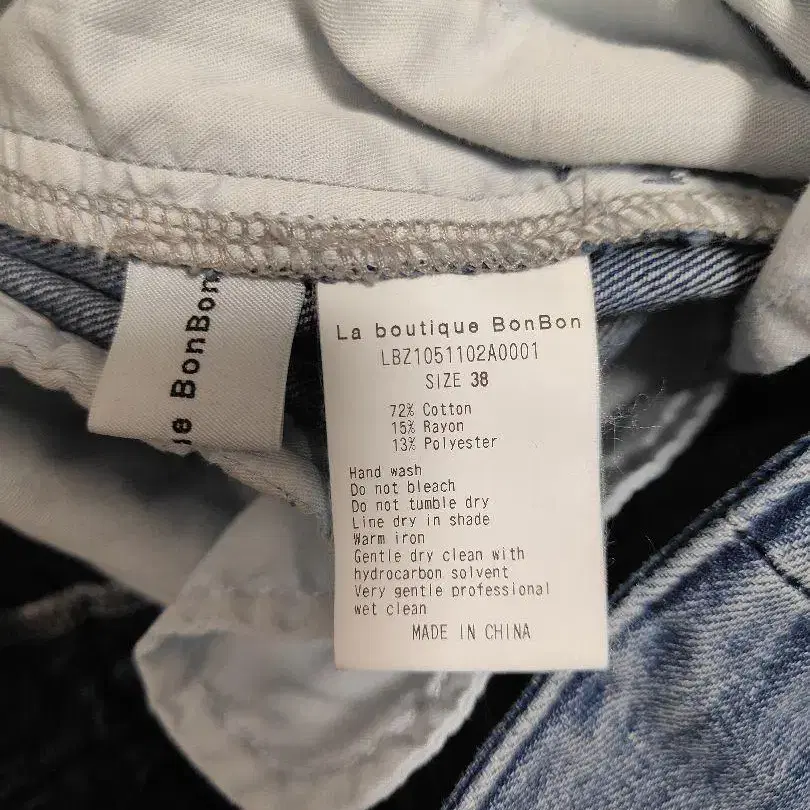 ue BonBon
La boutique BonBon
LBZ1051102A0001
SIZE 38
72% Cotton
15% Rayon
13% Polyester
Hand wash
Do not bleach
Do not tumble dry
Line dry in shade
Warm iron
Gentle dry clean with
hydrocarbon solvent
Very gentle professional
wet clean
MADE IN CHINA